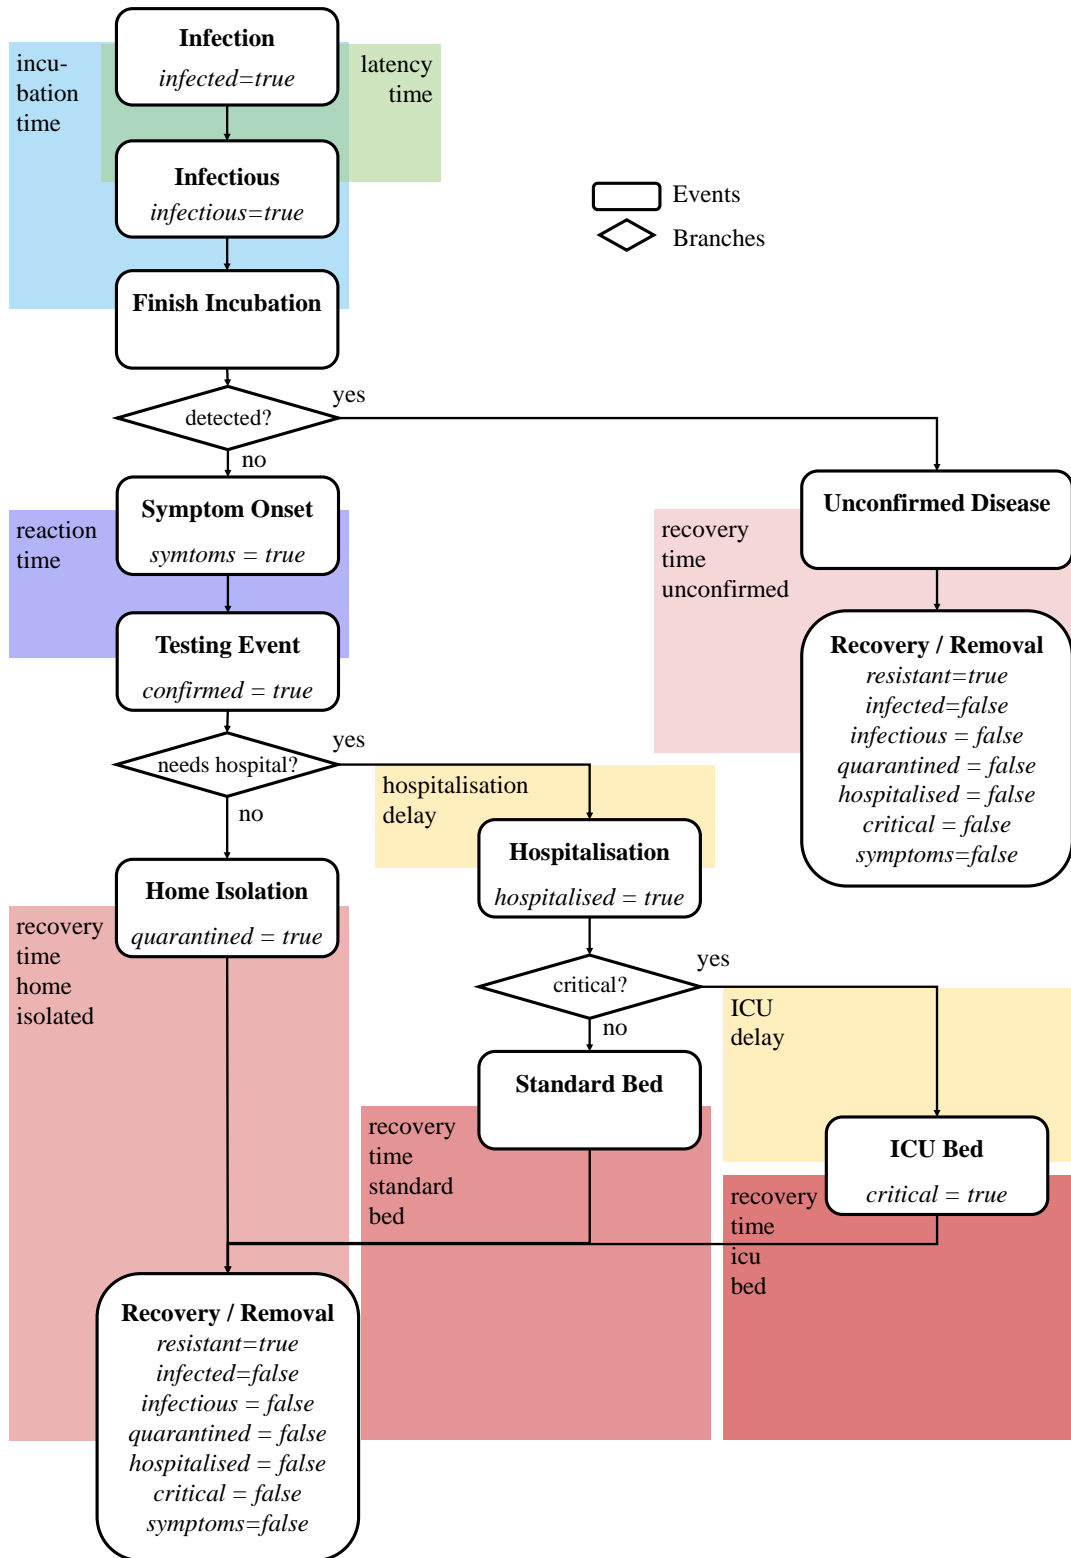 Infection
infected=true
incu-
bation
time
latency
time
Infectious
infectious=true
Events
Branches
Finish Incubation
detected?
yes
no
Symptom Onset
symtoms = true
reaction
time
Unconfirmed Disease
recovery
time
unconfirmed
Testing Event
confirmed = true
Recovery / Removal
resistant=true
infected=false
infectious = false
quarantined = false
hospitalised = false
critical = false
symptoms=false
needs hospital?
yes
no
hospitalisation
delay
Hospitalisation
hospitalised = true
Home Isolation
quarantined = true
recovery
time
home
isolated
critical?
yes
no
ICU
delay
Standard Bed
recovery
time
standard
bed
ICU Bed
critical = true
recovery
time
icu
bed
Recovery / Removal
resistant=true
infected=false
infectious = false
quarantined = false
hospitalised = false
critical = false
symptoms=false